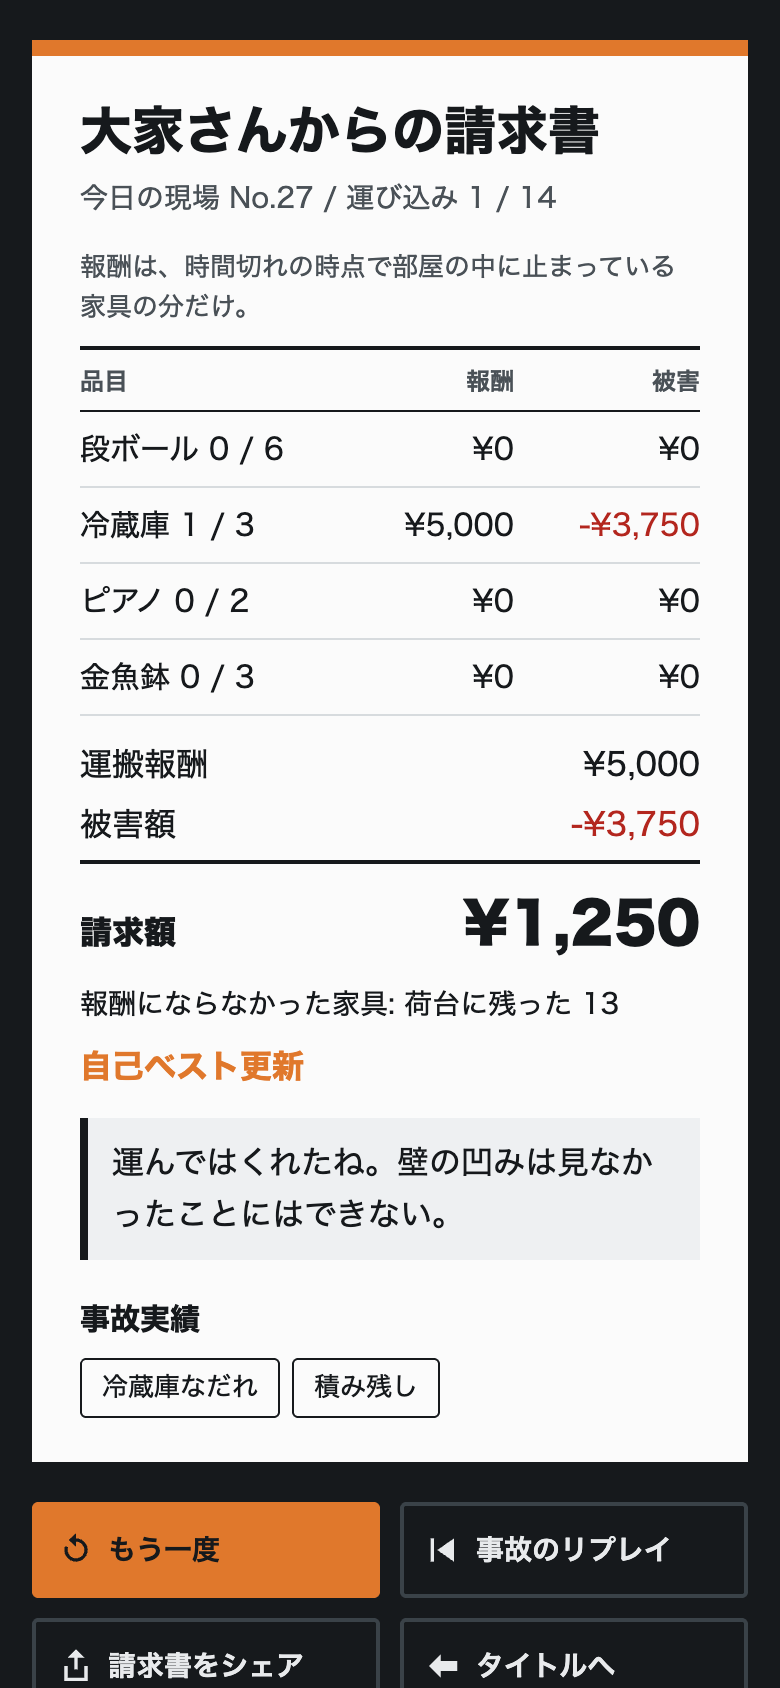 大家さんからの請求書
今日の現場 No.27 / 運び込み 1 / 14
報酬は、時間切れの時点で部屋の中に止まっている
家具の分だけ。
品目 報酬 被害
段ボール 0 / 6 ¥0 ¥0
冷蔵庫 1 / 3 ¥5,000 -¥3,750
ピアノ 0 / 2 ¥0 ¥0
金魚鉢 0 / 3 ¥0 ¥0
運搬報酬 ¥5,000
被害額 -¥3,750
請求額 ¥1,250
報酬にならなかった家具: 荷台に残った 13
自己ベスト更新
運んではくれたね。壁の凹みは見なか
ったことにはできない。
事故実績
冷蔵庫なだれ 積み残し
もう一度 事故のリプレイ
請求書をシェア タイトルへ